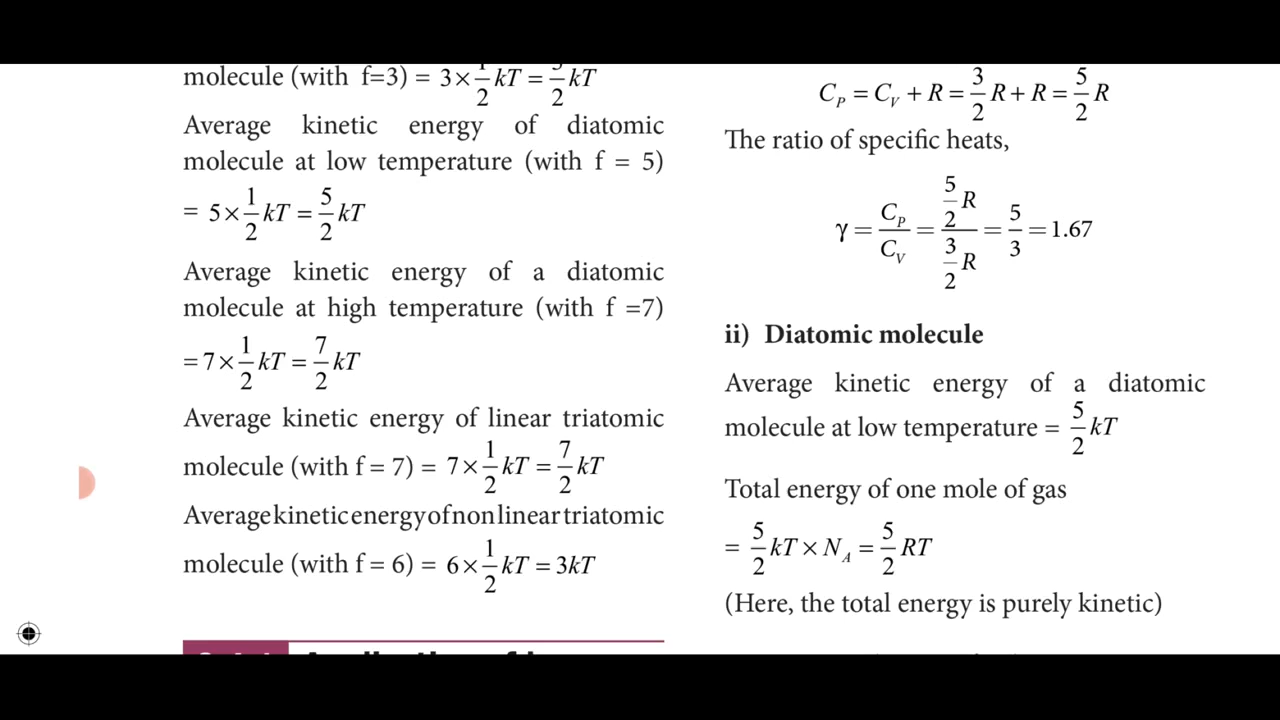 molecule (with f=3) = 3 × 1/2 kT = 3/2 kT
Average kinetic energy of diatomic
molecule at low temperature (with f = 5)
= 5 × 1/2 kT = 5/2 kT
Average kinetic energy of a diatomic
molecule at high temperature (with f =7)
= 7 × 1/2 kT = 7/2 kT
Average kinetic energy of linear triatomic
molecule (with f = 7) = 7 × 1/2 kT = 7/2 kT
Average kinetic energy of non linear triatomic
molecule (with f = 6) = 6 × 1/2 kT = 3kT
C_P = C_V + R = 3/2 R + R = 5/2 R
The ratio of specific heats,
γ = C_P/C_V = (5/2 R)/(3/2 R) = 5/3 = 1.67
ii) Diatomic molecule
Average kinetic energy of a diatomic
molecule at low temperature = 5/2 kT
Total energy of one mole of gas
= 5/2 kT × N_A = 5/2 RT
(Here, the total energy is purely kinetic)